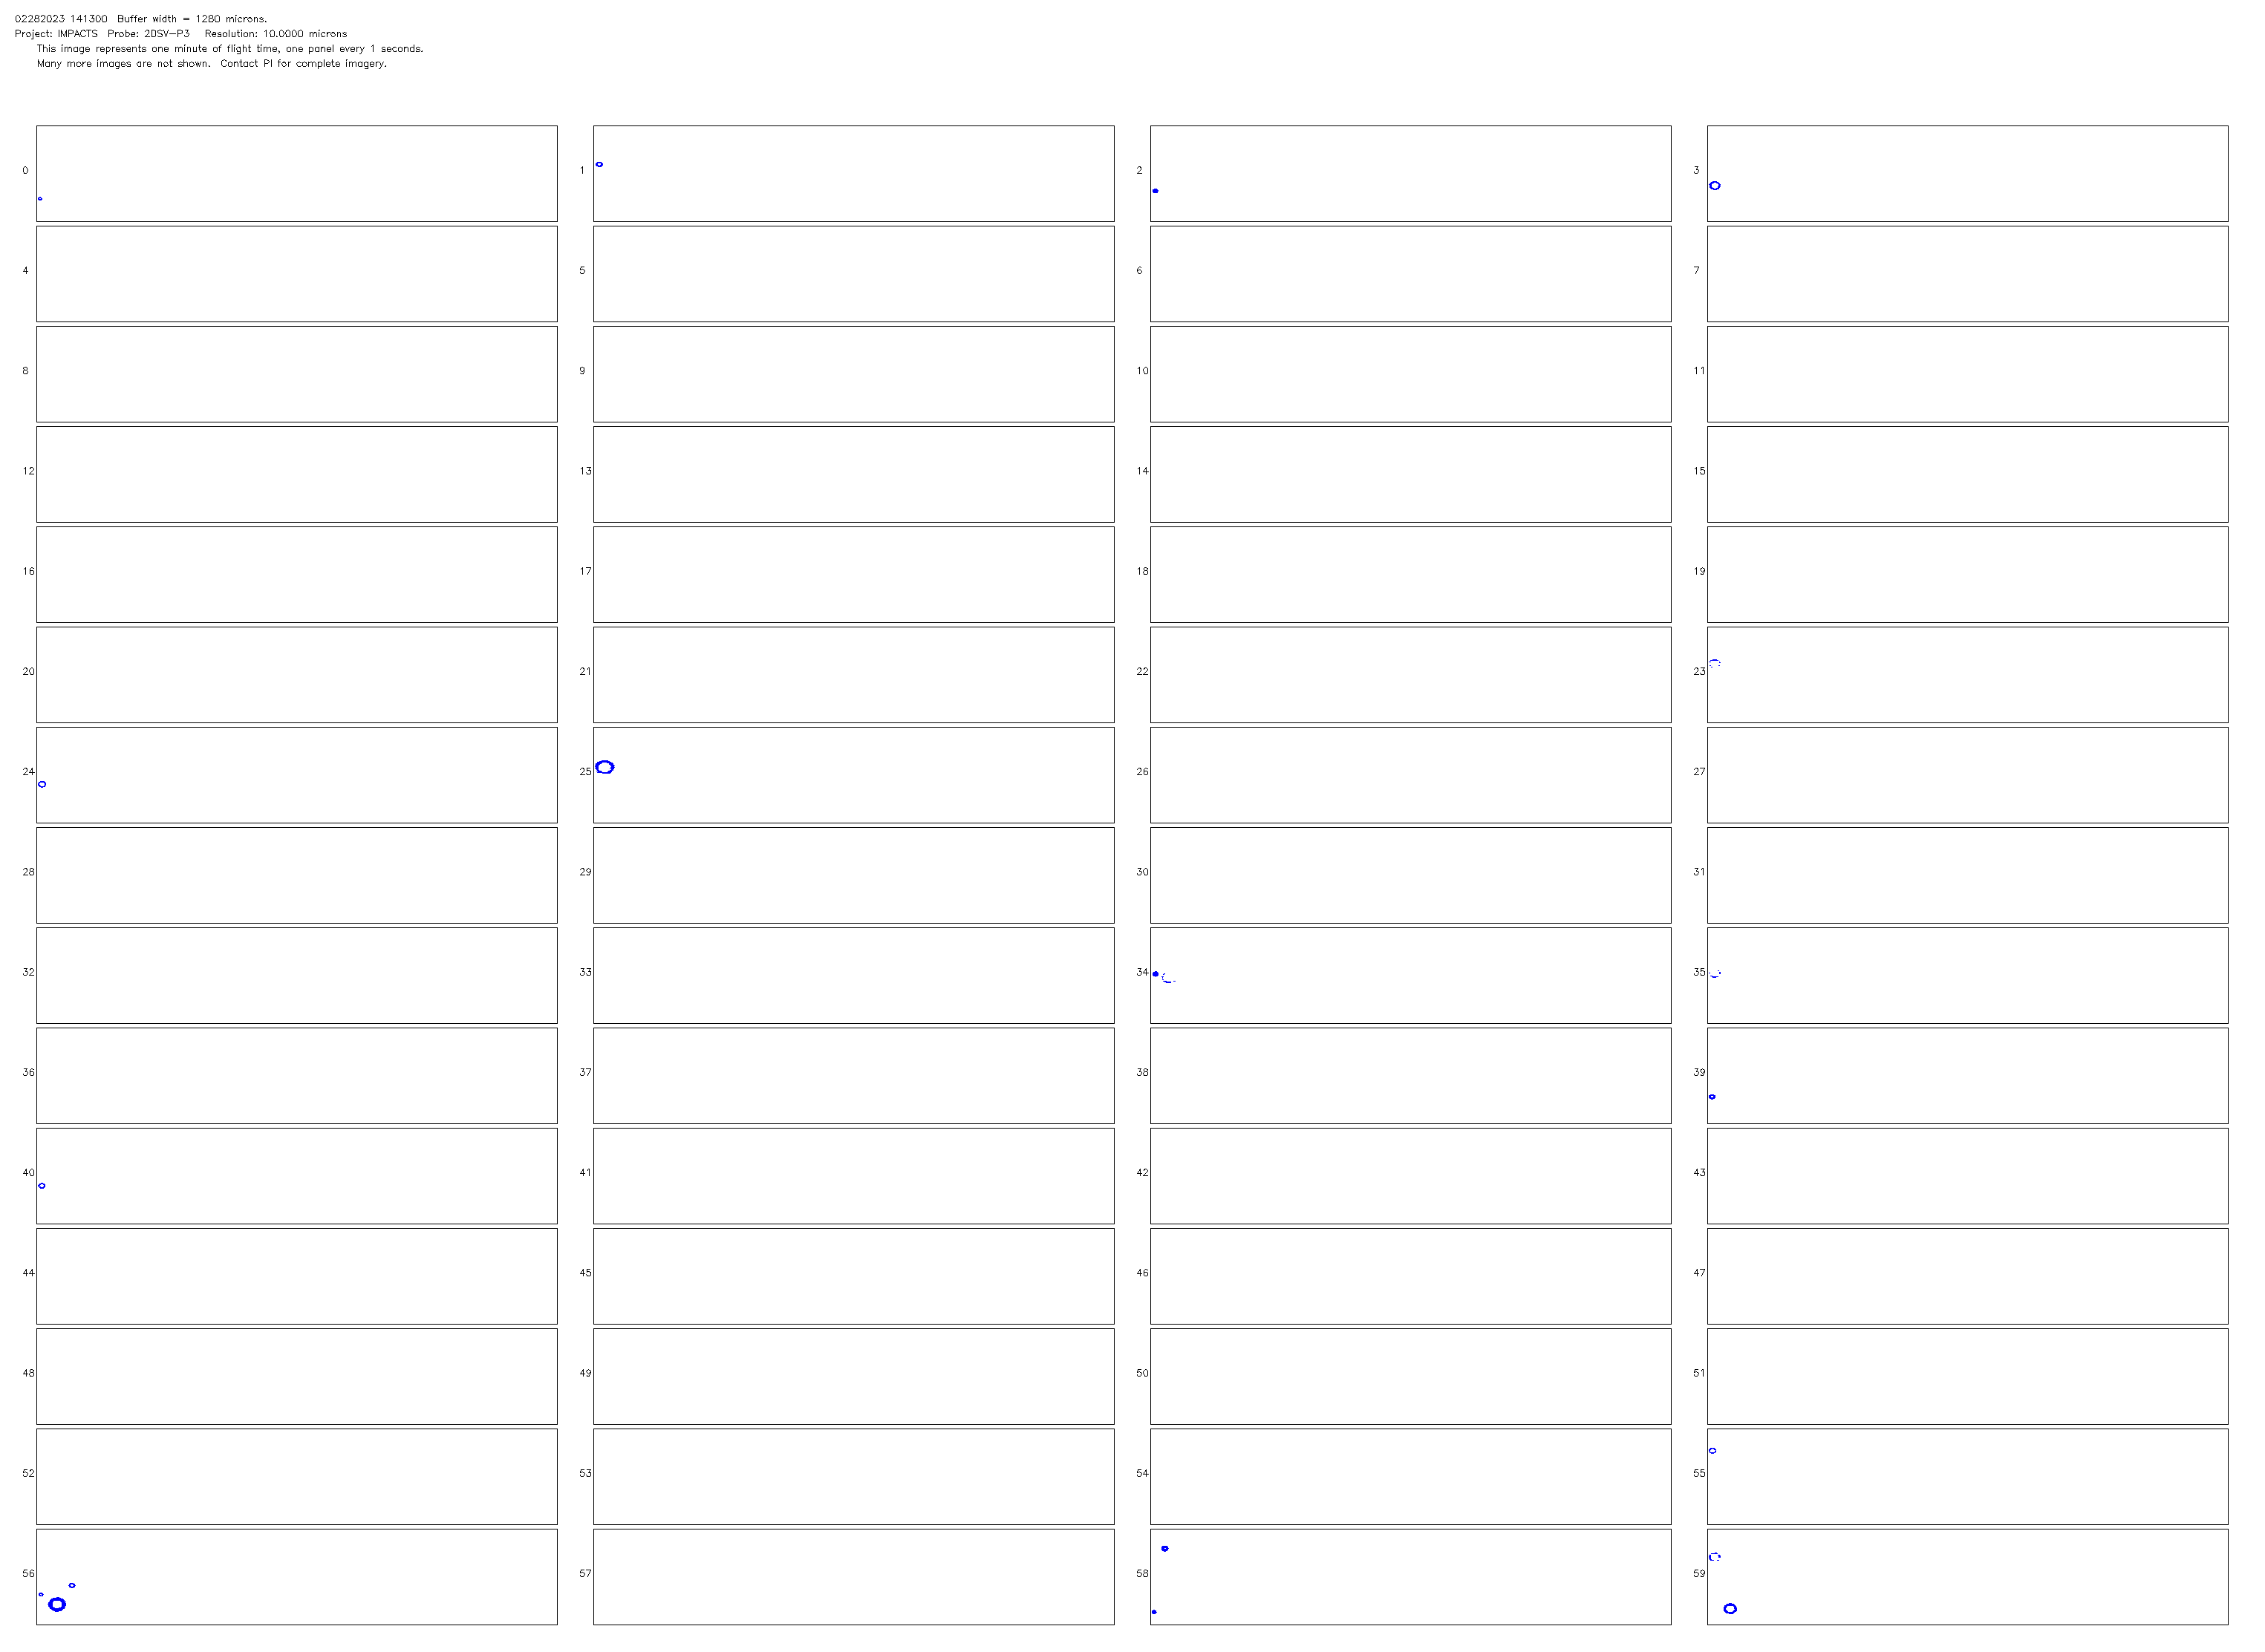 02282023 141300 Buffer width = 1280 microns.
Project: IMPACTS Probe: 2DSV-P3 Resolution: 10.0000 microns
This image represents one minute of flight time, one panel every 1 seconds.
Many more images are not shown. Contact PI for complete imagery.
0 1 2 3
4 5 6 7
8 9 10 11
12 13 14 15
16 17 18 19
20 21 22 23
24 25 26 27
28 29 30 31
32 33 34 35
36 37 38 39
40 41 42 43
44 45 46 47
48 49 50 51
52 53 54 55
56 57 58 59